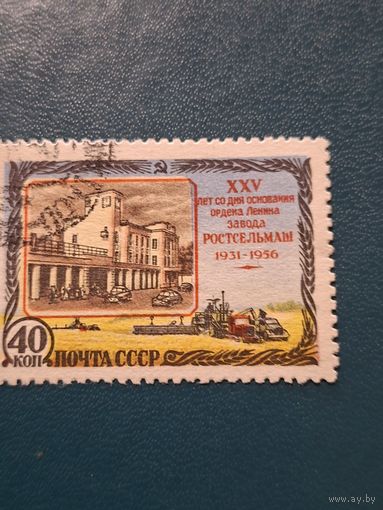 XXV
ЛЕТ СО ДНЯ ОСНОВАНИЯ
ОРДЕНА ЛЕНИНА
ЗАВОДА
РОСТСЕЛЬМАШ
1931-1956
40
КОП
ПОЧТА СССР
www.ay.by